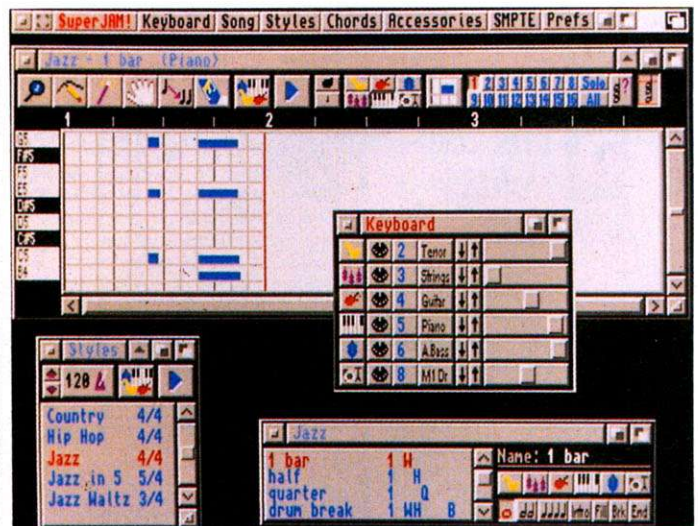 SuperJAM! Keyboard Song Styles Chords Accessories SMPTE Prefs
Jazz - 1 bar (Piano)
1 2 3 4 5 6 7 8 Solo
9 10 11 12 13 14 15 16 All
?
1 2 3
G5
F#5
F5
E5
D#5
D5
C#5
C5
B4
Keyboard
2 Tenor
3 Strings
4 Guitar
5 Piano
6 A.Bass
8 M1 Dr
Styles
120
Country 4/4
Hip Hop 4/4
Jazz 4/4
Jazz in 5 5/4
Jazz Waltz 3/4
Jazz
1 bar 1 W
half 1 H
quarter 1 Q
drum break 1 WH B
Name: 1 bar
Intro Fill Brk End